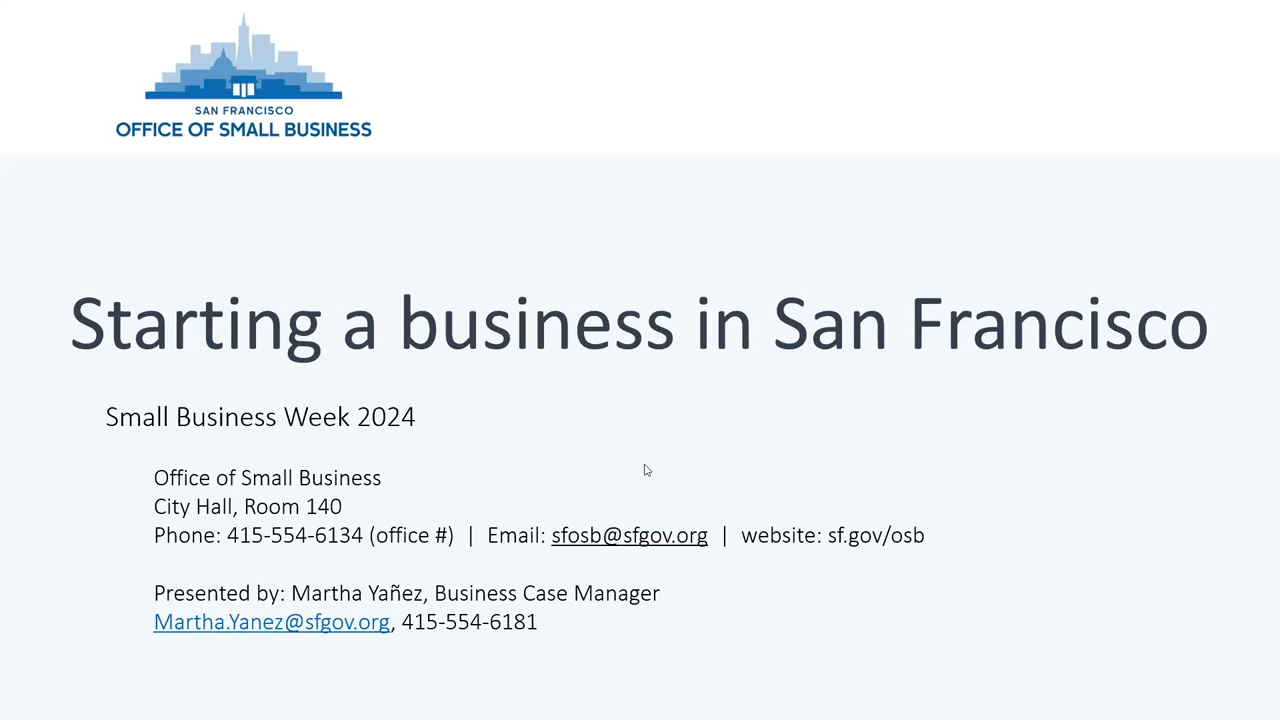 SAN FRANCISCO
OFFICE OF SMALL BUSINESS
Starting a business in San Francisco
Small Business Week 2024
Office of Small Business
City Hall, Room 140
Phone: 415-554-6134 (office #) | Email: sfosb@sfgov.org | website: sf.gov/osb
Presented by: Martha Yañez, Business Case Manager
Martha.Yanez@sfgov.org, 415-554-6181